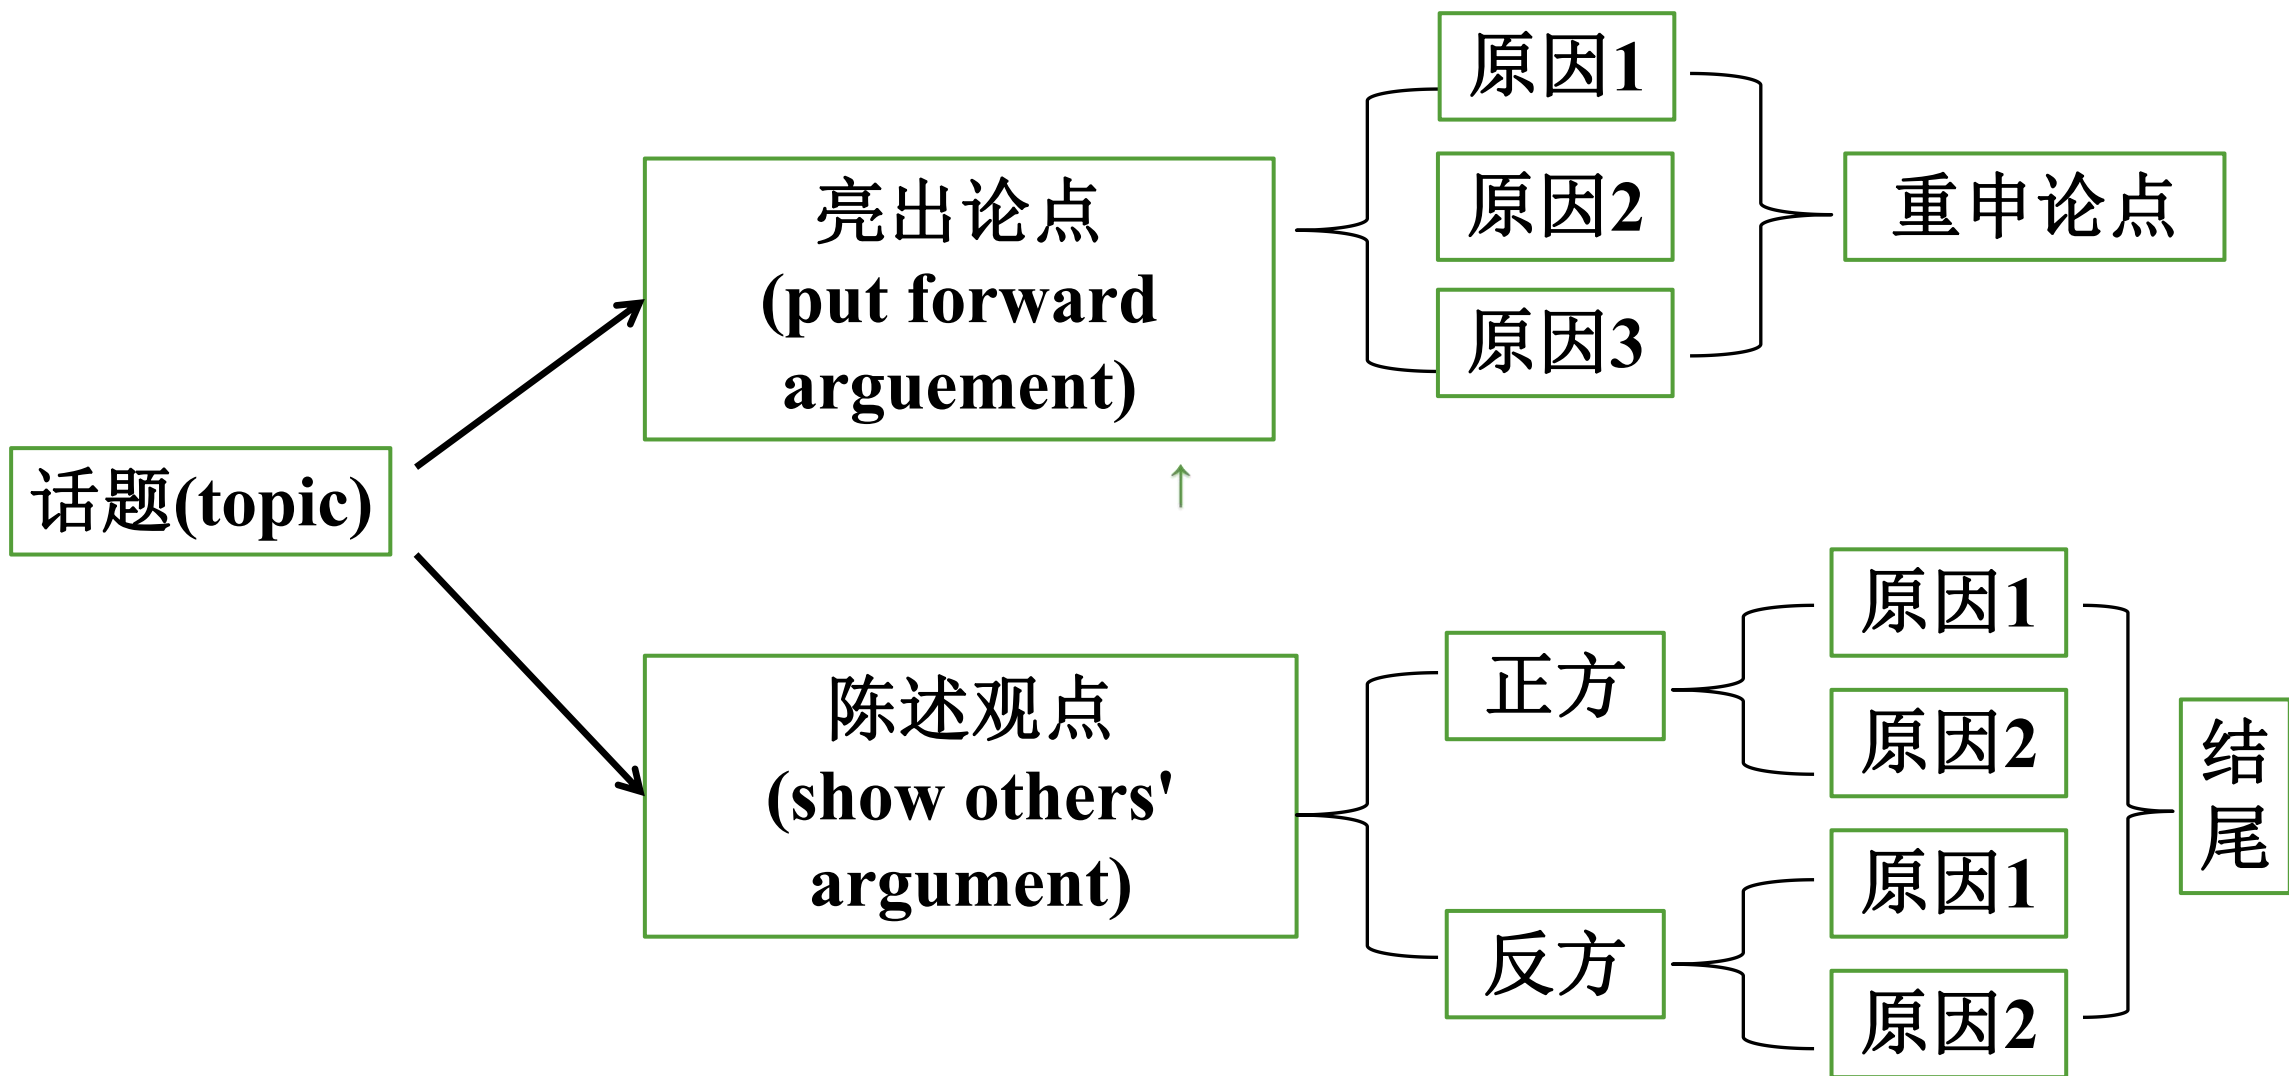 话题(topic)
亮出论点
(put forward
arguement)
原因1
原因2
原因3
重申论点
陈述观点
(show others'
argument)
正方
原因1
原因2
反方
原因1
原因2
结
尾